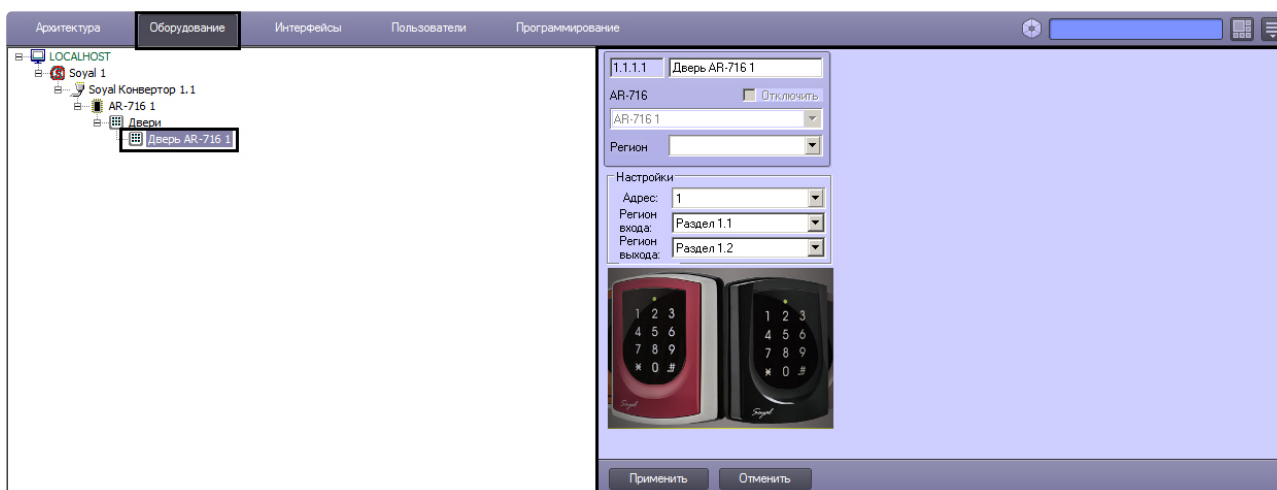 Архитектура Оборудование Интерфейсы Пользователи Программирование
LOCALHOST
Soyal 1
Soyal Конвертор 1.1
AR-716 1
Двери
Дверь AR-716 1
1.1.1.1 Дверь AR-716 1
AR-716 Отключить
AR-716 1
Регион
Настройки
Адрес: 1
Регион
входа: Раздел 1.1
Регион
выхода: Раздел 1.2
1 2 3
4 5 6
7 8 9
* 0 #
Soyal
1 2 3
4 5 6
7 8 9
* 0 #
Soyal
Применить Отменить